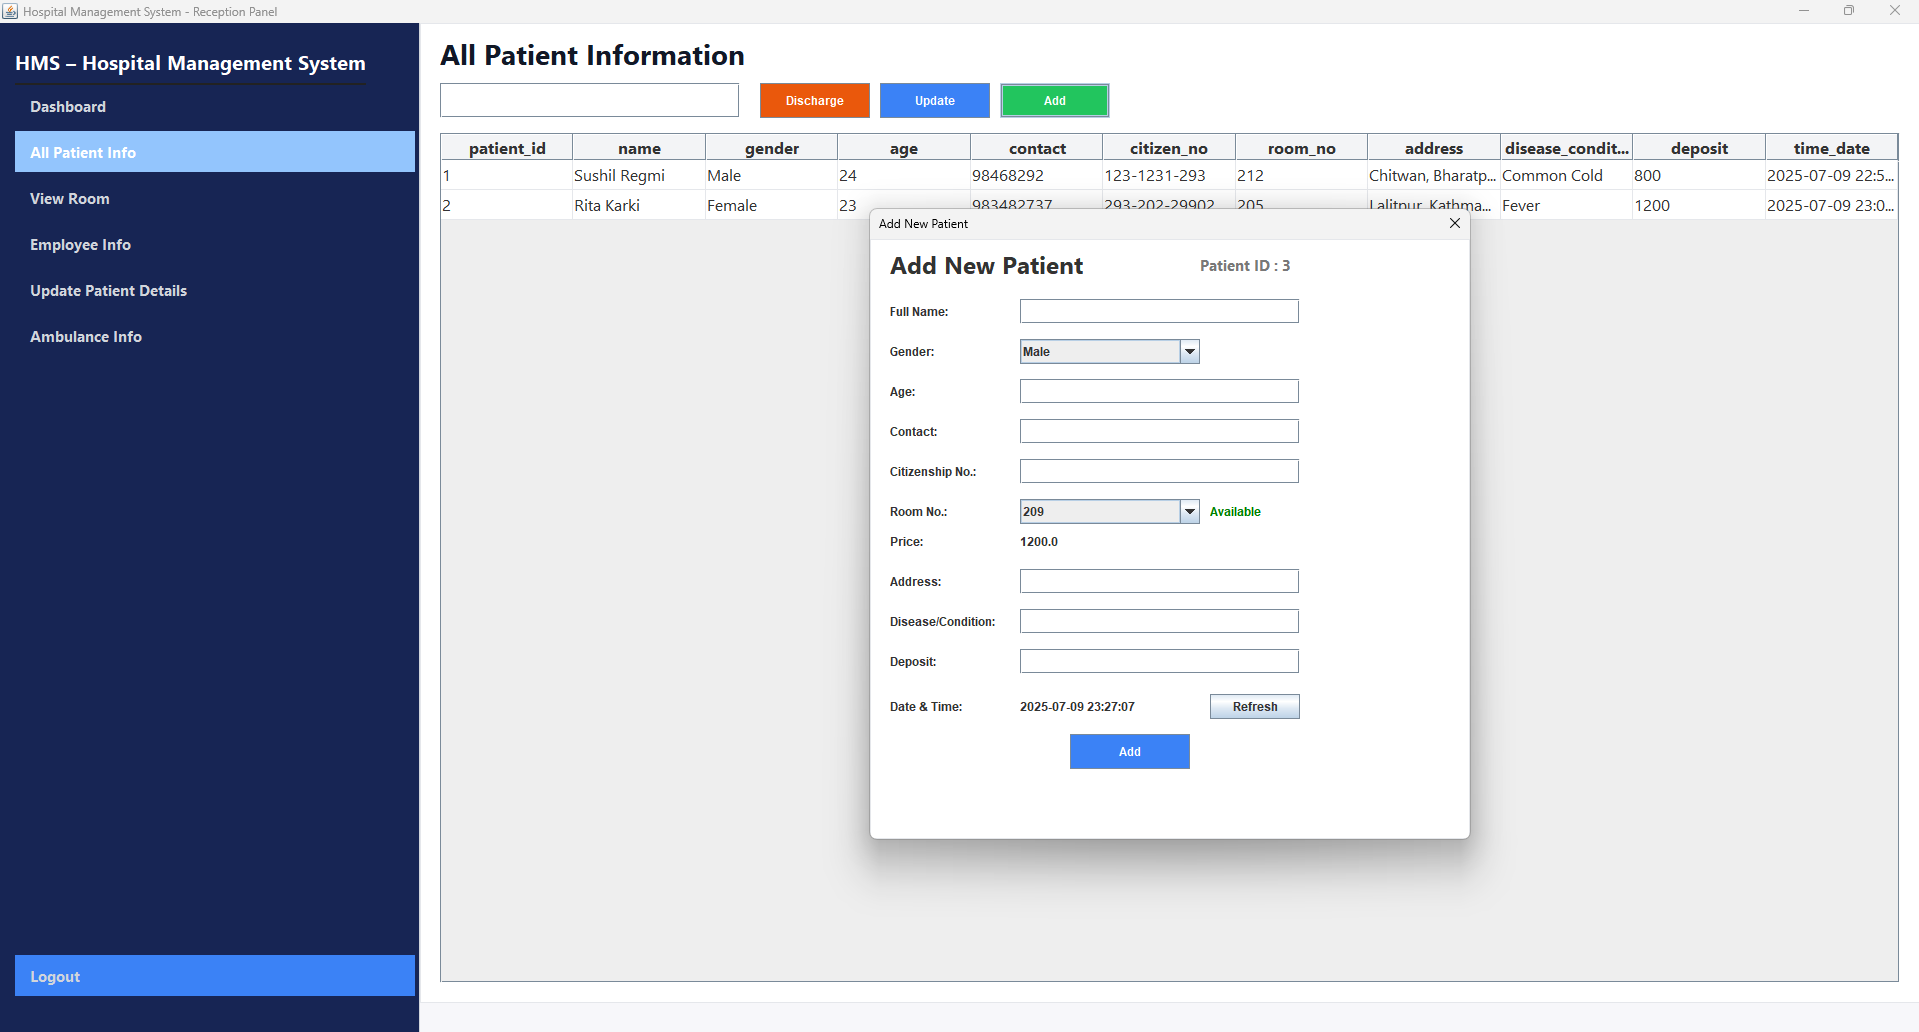 Hospital Management System - Reception Panel
HMS – Hospital Management System
Dashboard
All Patient Info
View Room
Employee Info
Update Patient Details
Ambulance Info
Logout
All Patient Information
Discharge Update Add
patient_id name gender age contact citizen_no room_no address disease_condit... deposit time_date
1 Sushil Regmi Male 24 98468292 123-1231-293 212 Chitwan, Bharatp... Common Cold 800 2025-07-09 22:5...
2 Rita Karki Female 23 983482737 293-202-29902 205 Lalitpur, Kathma... Fever 1200 2025-07-09 23:0...
Add New Patient
Add New Patient Patient ID : 3
Full Name:
Gender: Male
Age:
Contact:
Citizenship No.:
Room No.: 209 Available
Price: 1200.0
Address:
Disease/Condition:
Deposit:
Date & Time: 2025-07-09 23:27:07 Refresh
Add